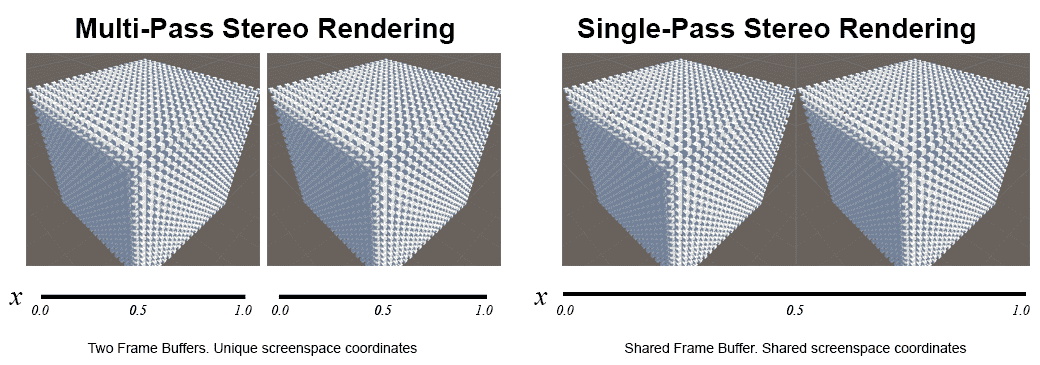 Multi-Pass Stereo Rendering
Single-Pass Stereo Rendering
x 0.0 0.5 1.0 0.0 0.5 1.0
x 0.0 0.5 1.0
Two Frame Buffers. Unique screenspace coordinates
Shared Frame Buffer. Shared screenspace coordinates